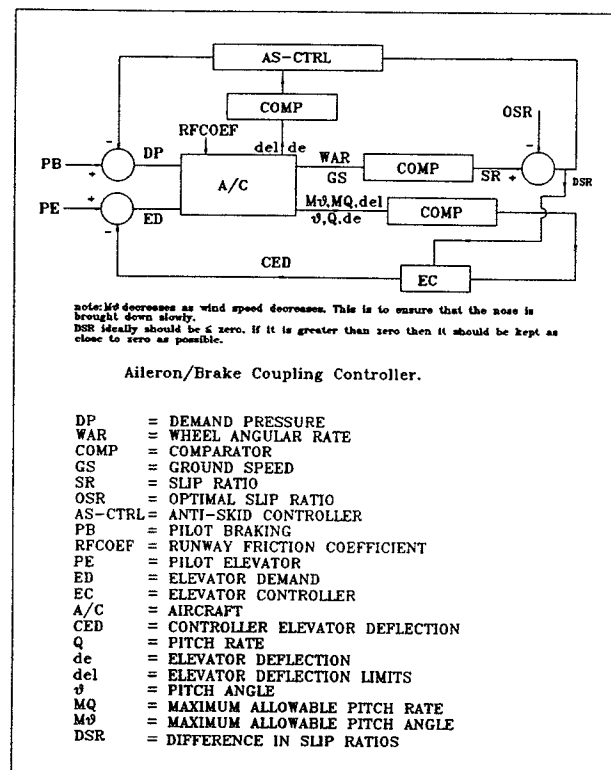 AS-CTRL
COMP
OSR
RFCOEF
del de
PB
DP
WAR
COMP
GS
SR
DSR
A/C
PE
ED
Mϑ,MQ,del
ϑ,Q,de
COMP
CED
EC
note:Mϑ decreases as wind speed decreases. This is to ensure that the nose is
brought down slowly.
DSR ideally should be ≤ zero. If it is greater than zero then it should be kept as
close to zero as possible.
Aileron/Brake Coupling Controller.
DP = DEMAND PRESSURE
WAR = WHEEL ANGULAR RATE
COMP = COMPARATOR
GS = GROUND SPEED
SR = SLIP RATIO
OSR = OPTIMAL SLIP RATIO
AS-CTRL= ANTI-SKID CONTROLLER
PB = PILOT BRAKING
RFCOEF = RUNWAY FRICTION COEFFICIENT
PE = PILOT ELEVATOR
ED = ELEVATOR DEMAND
EC = ELEVATOR CONTROLLER
A/C = AIRCRAFT
CED = CONTROLLER ELEVATOR DEFLECTION
Q = PITCH RATE
de = ELEVATOR DEFLECTION
del = ELEVATOR DEFLECTION LIMITS
ϑ = PITCH ANGLE
MQ = MAXIMUM ALLOWABLE PITCH RATE
Mϑ = MAXIMUM ALLOWABLE PITCH ANGLE
DSR = DIFFERENCE IN SLIP RATIOS